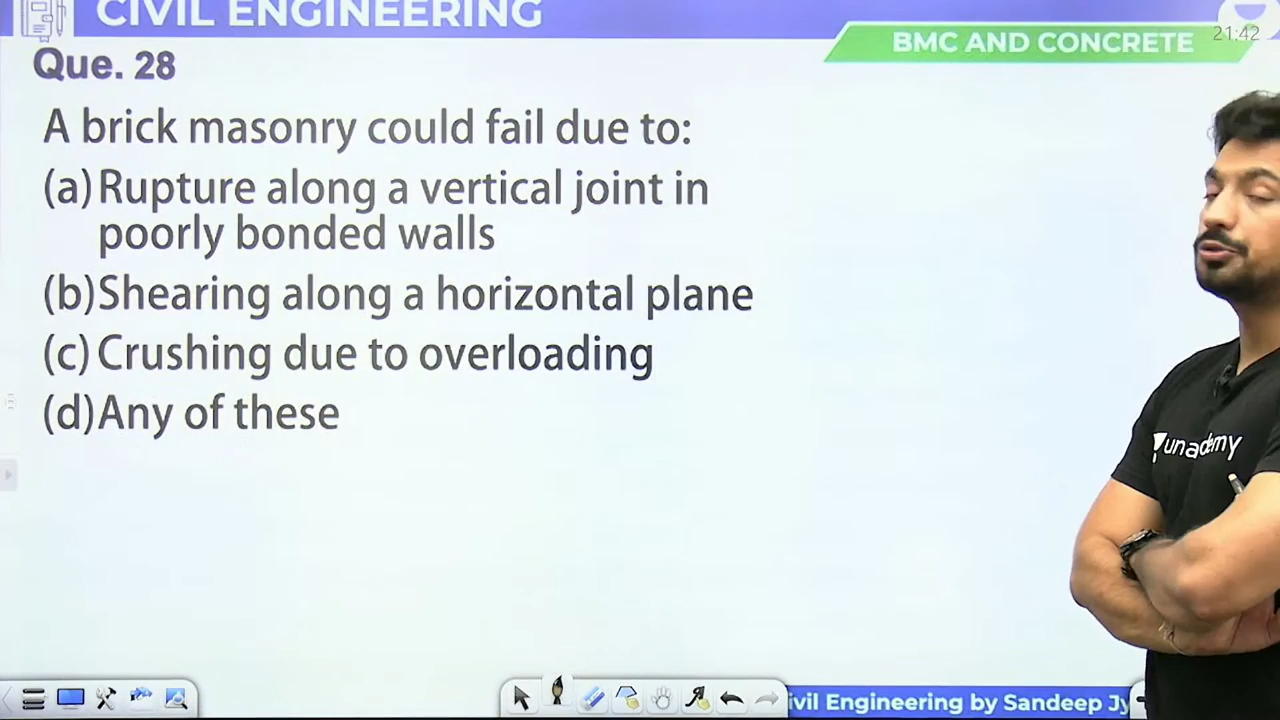 CIVIL ENGINEERING
BMC AND CONCRETE
21:42
Que. 28
A brick masonry could fail due to:
(a) Rupture along a vertical joint in
poorly bonded walls
(b) Shearing along a horizontal plane
(c) Crushing due to overloading
(d) Any of these
unacademy
ivil Engineering by Sandeep Jy